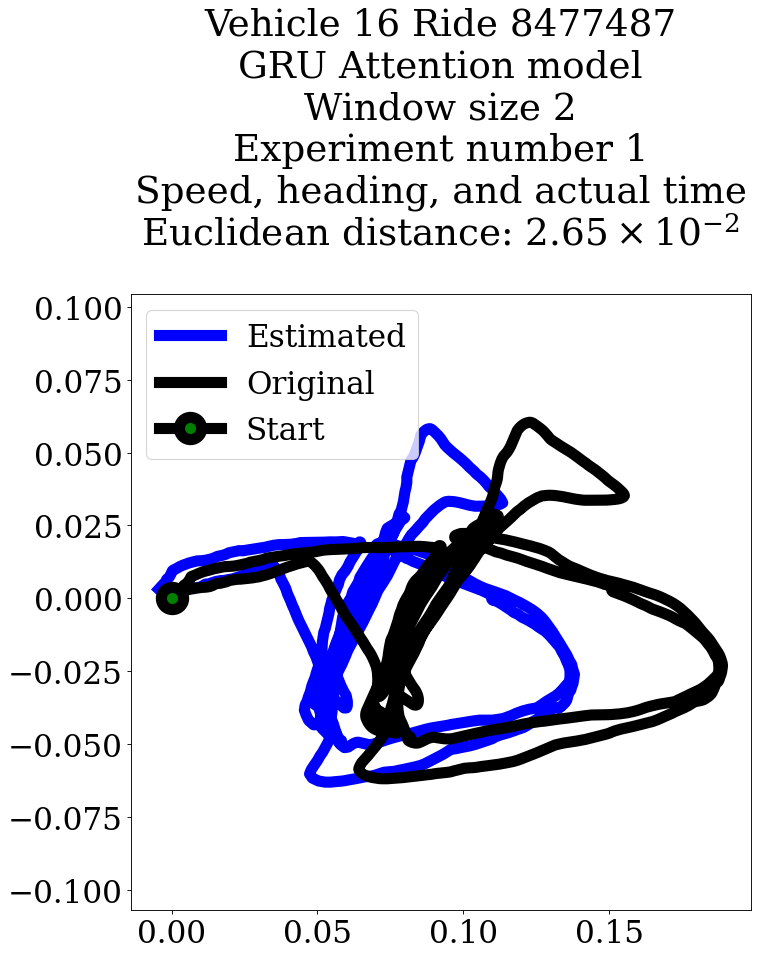 Vehicle 16 Ride 8477487
GRU Attention model
Window size 2
Experiment number 1
Speed, heading, and actual time
Euclidean distance: 2.65 × 10⁻²
0.100
Estimated
0.075
Original
0.050
Start
0.025
0.000
−0.025
−0.050
−0.075
−0.100
0.00 0.05 0.10 0.15